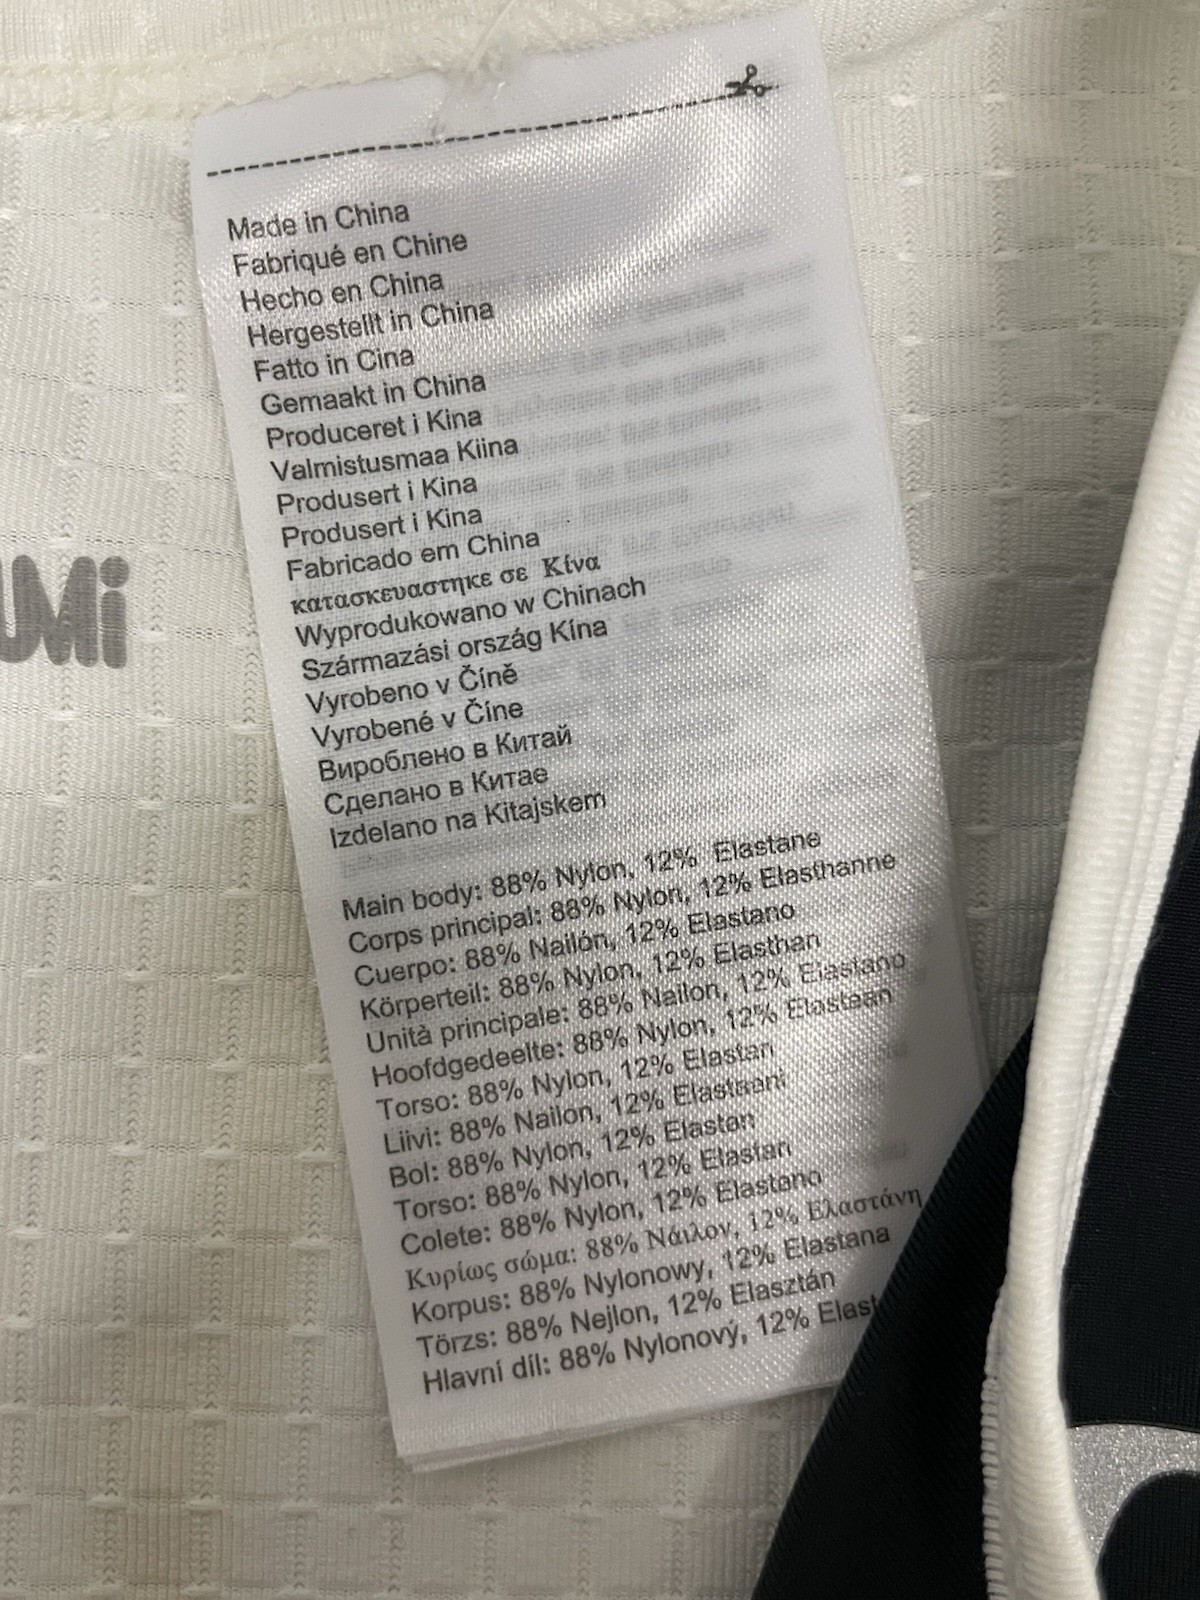 Made in China
Fabriqué en Chine
Hecho en China
Hergestellt in China
Fatto in Cina
Gemaakt in China
Produceret i Kina
Valmistusmaa Kiina
Produsert i Kina
Produsert i Kina
Fabricado em China
κατασκευαστηκε σε Κίνα
Wyprodukowano w Chinach
Származási ország Kína
Vyrobeno v Číně
Vyrobené v Číne
Вироблено в Китай
Сделано в Китае
Izdelano na Kitajskem
Main body: 88% Nylon, 12% Elastane
Corps principal: 88% Nylon, 12% Elasthanne
Cuerpo: 88% Nailón, 12% Elastano
Körperteil: 88% Nylon, 12% Elasthan
Unità principale: 88% Nailon, 12% Elastano
Hoofdgedeelte: 88% Nylon, 12% Elastean
Torso: 88% Nylon, 12% Elastan
Liivi: 88% Nailon, 12% Elastaani
Bol: 88% Nylon, 12% Elastan
Torso: 88% Nylon, 12% Elastan
Colete: 88% Nylon, 12% Elastano
Κυρίως σώμα: 88% Νάιλον, 12% Ελαστάνη
Korpus: 88% Nylonowy, 12% Elastana
Törzs: 88% Nejlon, 12% Elasztán
Hlavní díl: 88% Nylonový, 12% Elast
UMi